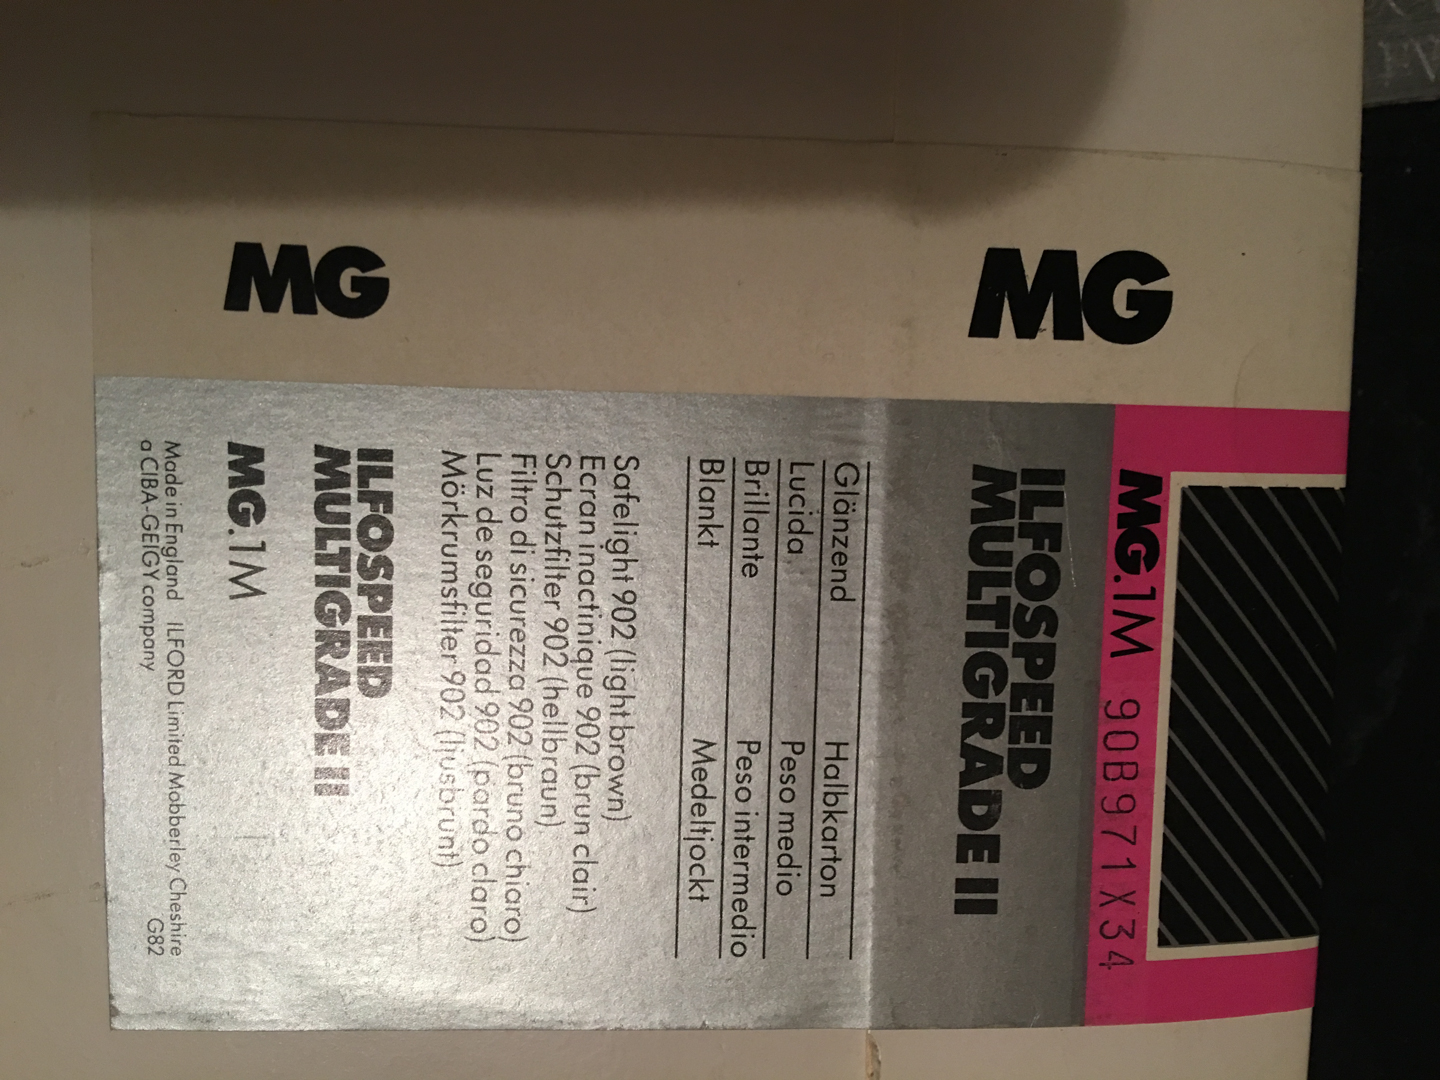 MG
MG
MG.1M 90B971X34
ILFOSPEED
MULTIGRADE II
Glänzend Halbkarton
Lucida Peso medio
Brillante Peso intermedio
Blankt Medeltjockt
Safelight 902 (light brown)
Ecran inactinique 902 (brun clair)
Schutzfilter 902 (hellbraun)
Filtro di sicurezza 902 (bruno chiaro)
Luz de seguridad 902 (pardo claro)
Mörkrumsfilter 902 (ljusbrunt)
ILFOSPEED
MULTIGRADE II
MG.1M
Made in England ILFORD Limited Mobberley Cheshire
a CIBA-GEIGY company G82